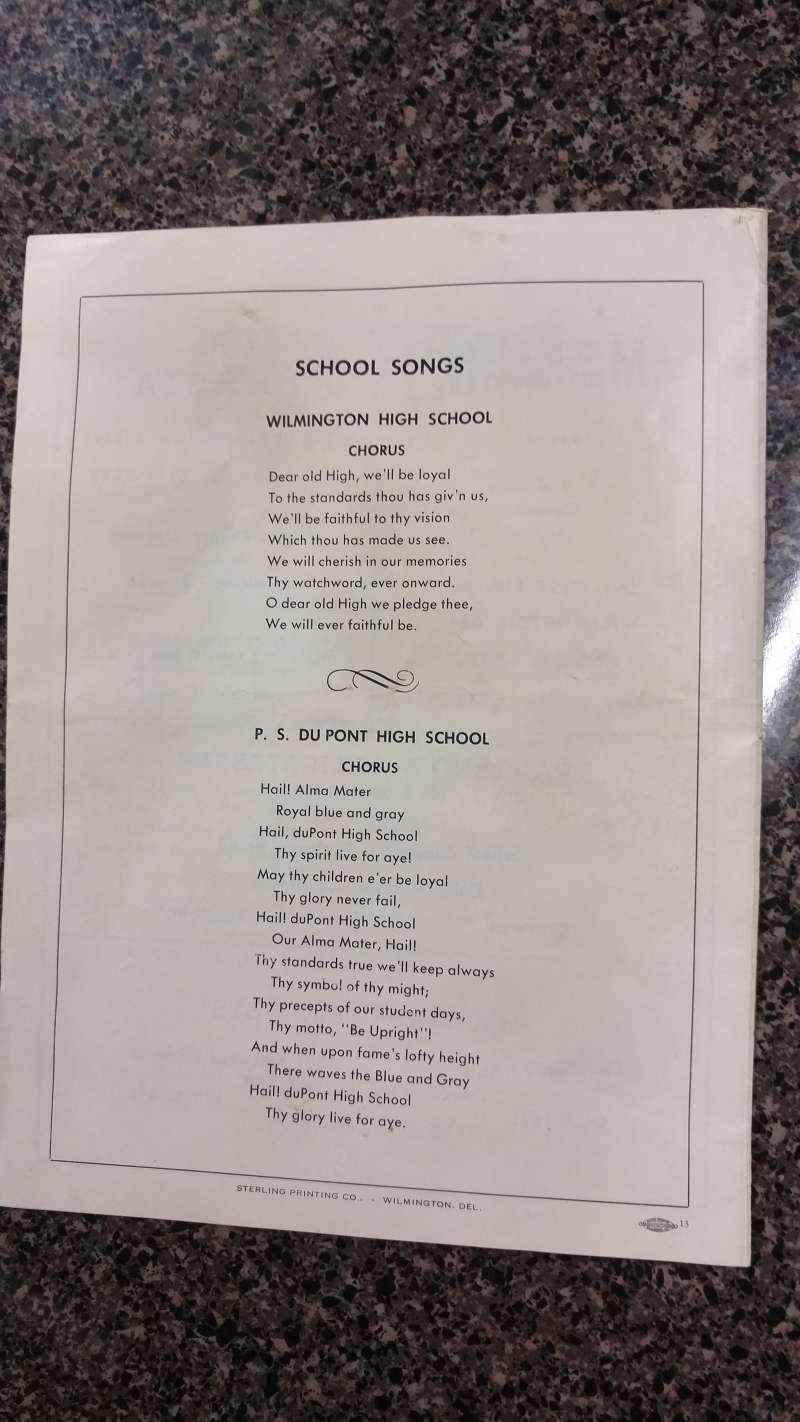 SCHOOL SONGS
WILMINGTON HIGH SCHOOL
CHORUS
Dear old High, we'll be loyal
To the standards thou has giv'n us,
We'll be faithful to thy vision
Which thou has made us see.
We will cherish in our memories
Thy watchword, ever onward.
O dear old High we pledge thee,
We will ever faithful be.
P. S. DU PONT HIGH SCHOOL
CHORUS
Hail! Alma Mater
Royal blue and gray
Hail, duPont High School
Thy spirit live for aye!
May thy children e'er be loyal
Thy glory never fail,
Hail! duPont High School
Our Alma Mater, Hail!
Thy standards true we'll keep always
Thy symbol of thy might;
Thy precepts of our student days,
Thy motto, "Be Upright"!
And when upon fame's lofty height
There waves the Blue and Gray
Hail! duPont High School
Thy glory live for aye.
STERLING PRINTING CO., - WILMINGTON, DEL.
13